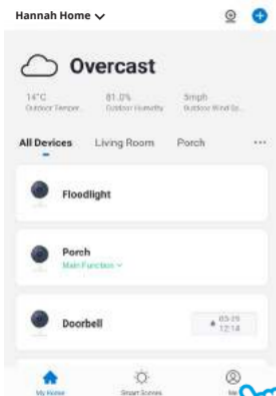 Hannah Home
Overcast
14°C 81.0% 5mph
Outdoor Temper... Outdoor Humidity Outdoor Wind Sp...
All Devices Living Room Porch ...
Floodlight
Porch
Main Function
Doorbell
03-25
12:14
My Home Smart Scenes Me